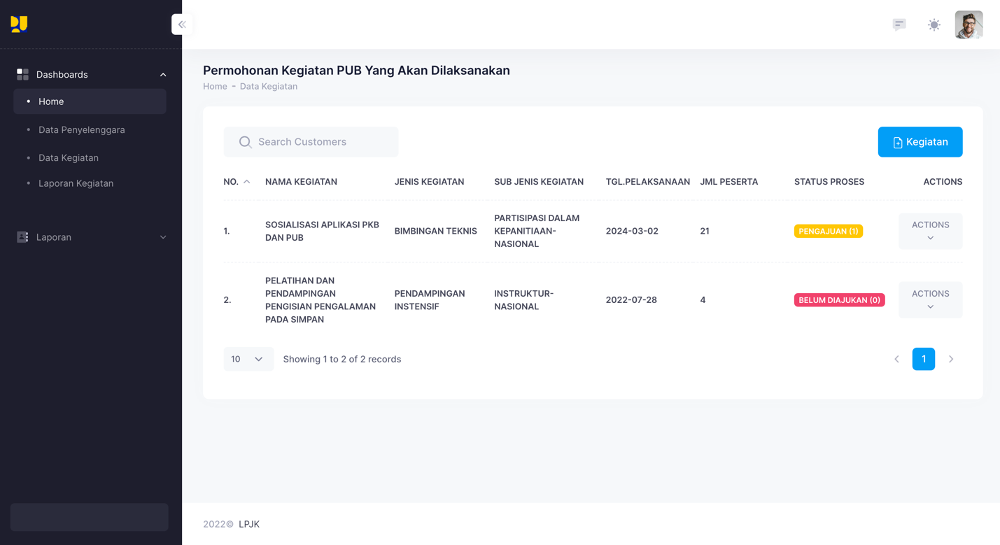 Dashboards
Home
Data Penyelenggara
Data Kegiatan
Laporan Kegiatan
Laporan
Permohonan Kegiatan PUB Yang Akan Dilaksanakan
Home - Data Kegiatan
Search Customers
Kegiatan
NO. NAMA KEGIATAN JENIS KEGIATAN SUB JENIS KEGIATAN TGL.PELAKSANAAN JML PESERTA STATUS PROSES ACTIONS
1.
SOSIALISASI APLIKASI PKB
DAN PUB
BIMBINGAN TEKNIS
PARTISIPASI DALAM
KEPANITIAAN-
NASIONAL
2024-03-02
21
PENGAJUAN (1)
ACTIONS
2.
PELATIHAN DAN
PENDAMPINGAN
PENGISIAN PENGALAMAN
PADA SIMPAN
PENDAMPINGAN
INSTENSIF
INSTRUKTUR-
NASIONAL
2022-07-28
4
BELUM DIAJUKAN (0)
ACTIONS
10
Showing 1 to 2 of 2 records
1
2022© LPJK